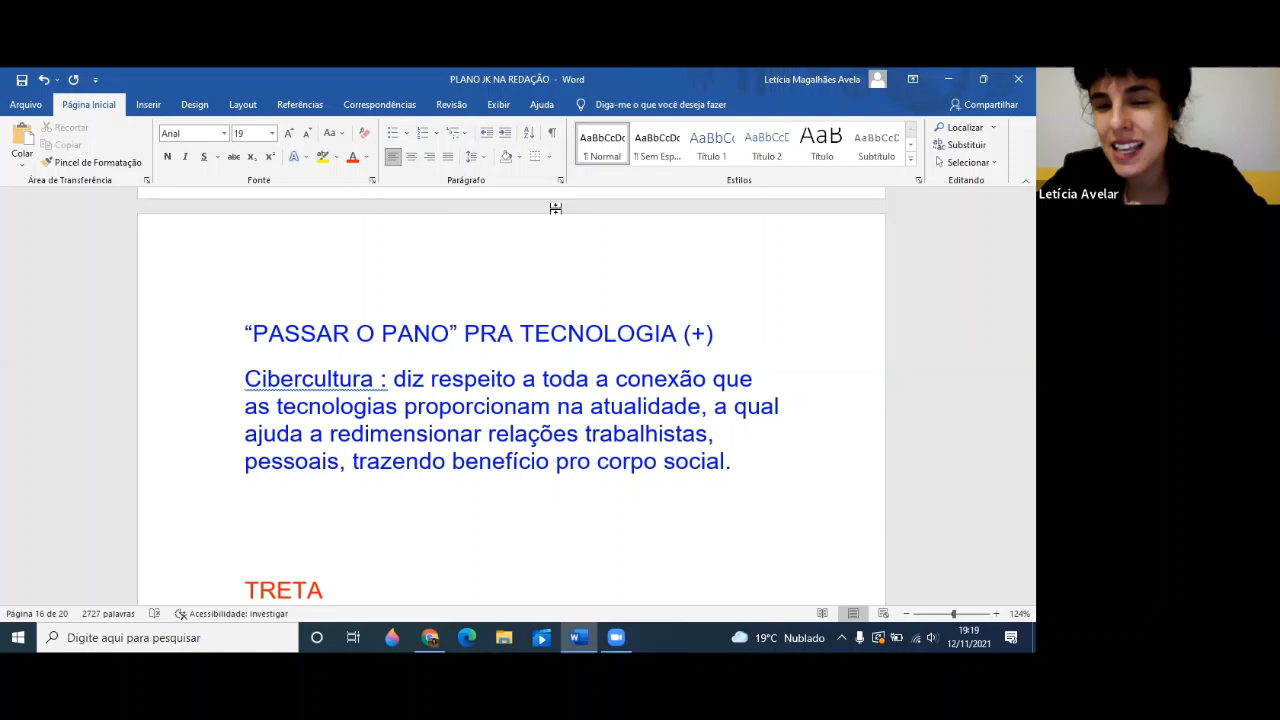 PLANO JK NA REDAÇÃO - Word
Letícia Magalhães Avela
Arquivo Página Inicial Inserir Design Layout Referências Correspondências Revisão Exibir Ajuda Diga-me o que você deseja fazer Compartilhar
Colar
Recortar
Copiar
Pincel de Formatação
Área de Transferência
Arial 19
N I S abc x₂ x² A A
Fonte
Parágrafo
AaBbCcDc AaBbCcDc AaBbCc AaBbCcD AaB AaBbCcD
¶ Normal ¶ Sem Esp... Título 1 Título 2 Título Subtítulo
Estilos
Localizar
Substituir
Selecionar
Editando
Letícia Avelar
“PASSAR O PANO” PRA TECNOLOGIA (+)
Cibercultura : diz respeito a toda a conexão que
as tecnologias proporcionam na atualidade, a qual
ajuda a redimensionar relações trabalhistas,
pessoais, trazendo benefício pro corpo social.
TRETA
Página 16 de 20 2727 palavras Acessibilidade: investigar 124%
Digite aqui para pesquisar
19°C Nublado
19:19
12/11/2021